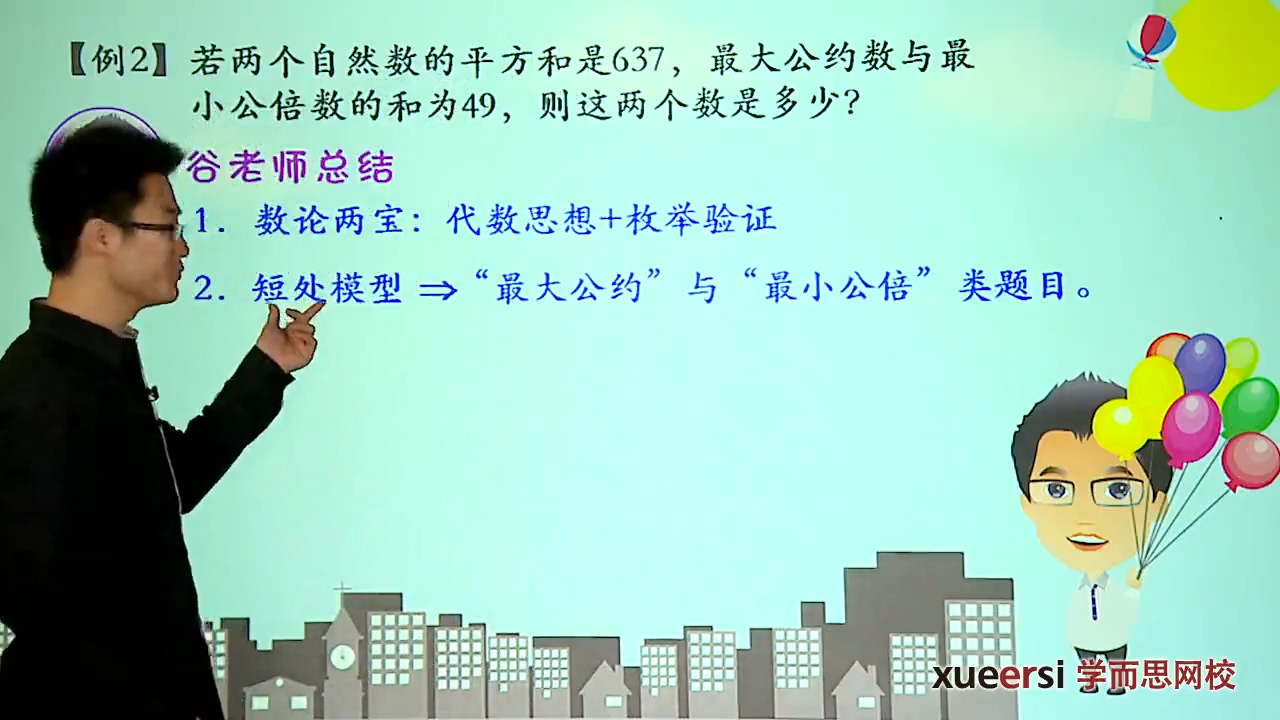 【例2】若两个自然数的平方和是637，最大公约数与最
小公倍数的和为49，则这两个数是多少？
谷老师总结
1. 数论两宝：代数思想+枚举验证
2. 短处模型⇒“最大公约”与“最小公倍”类题目。
xueersi 学而思网校